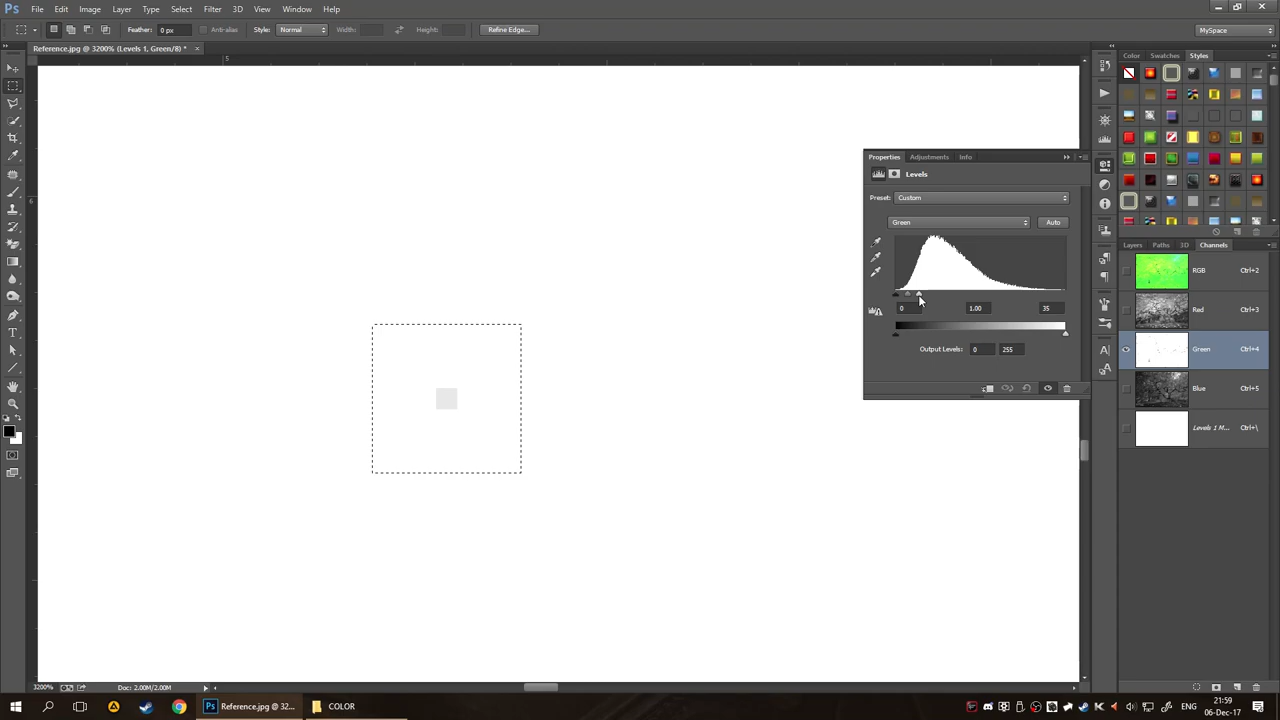 Ps File Edit Image Layer Type Select Filter 3D View Window Help
Feather: 0 px Anti-alias Style: Normal Width: Height: Refine Edge... MySpace
Reference.jpg @ 3200% (Levels 1, Green/8) * ×
5
6
Properties Adjustments Info
Levels
Preset: Custom
Green Auto
0 1.00 35
Output Levels: 0 255
Color Swatches Styles
Layers Paths 3D Channels
RGB Ctrl+2
Red Ctrl+3
Green Ctrl+4
Blue Ctrl+5
Levels 1 M... Ctrl+\
3200% Doc: 2.00M/2.00M
Ps Reference.jpg @ 32... COLOR
ENG 21:59
06-Dec-17